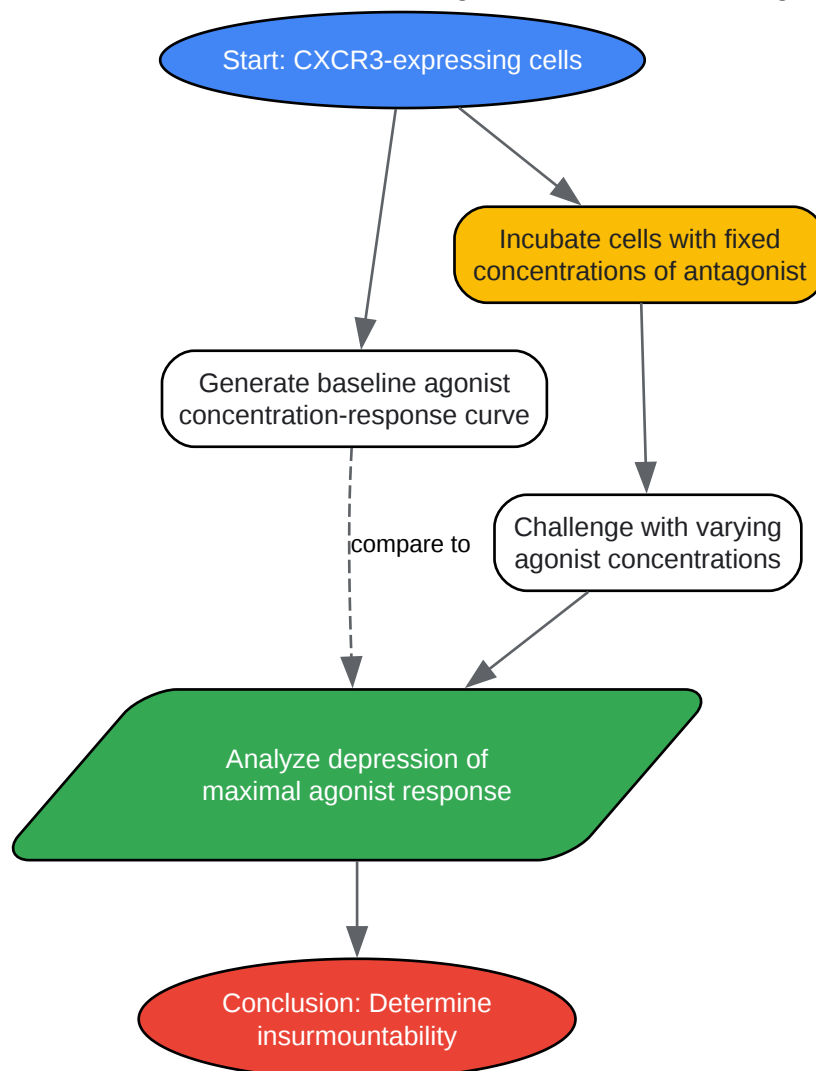 Start: CXCR3-expressing cells
Incubate cells with fixed
concentrations of antagonist
Generate baseline agonist
concentration-response curve
compare to
Challenge with varying
agonist concentrations
Analyze depression of
maximal agonist response
Conclusion: Determine
insurmountability